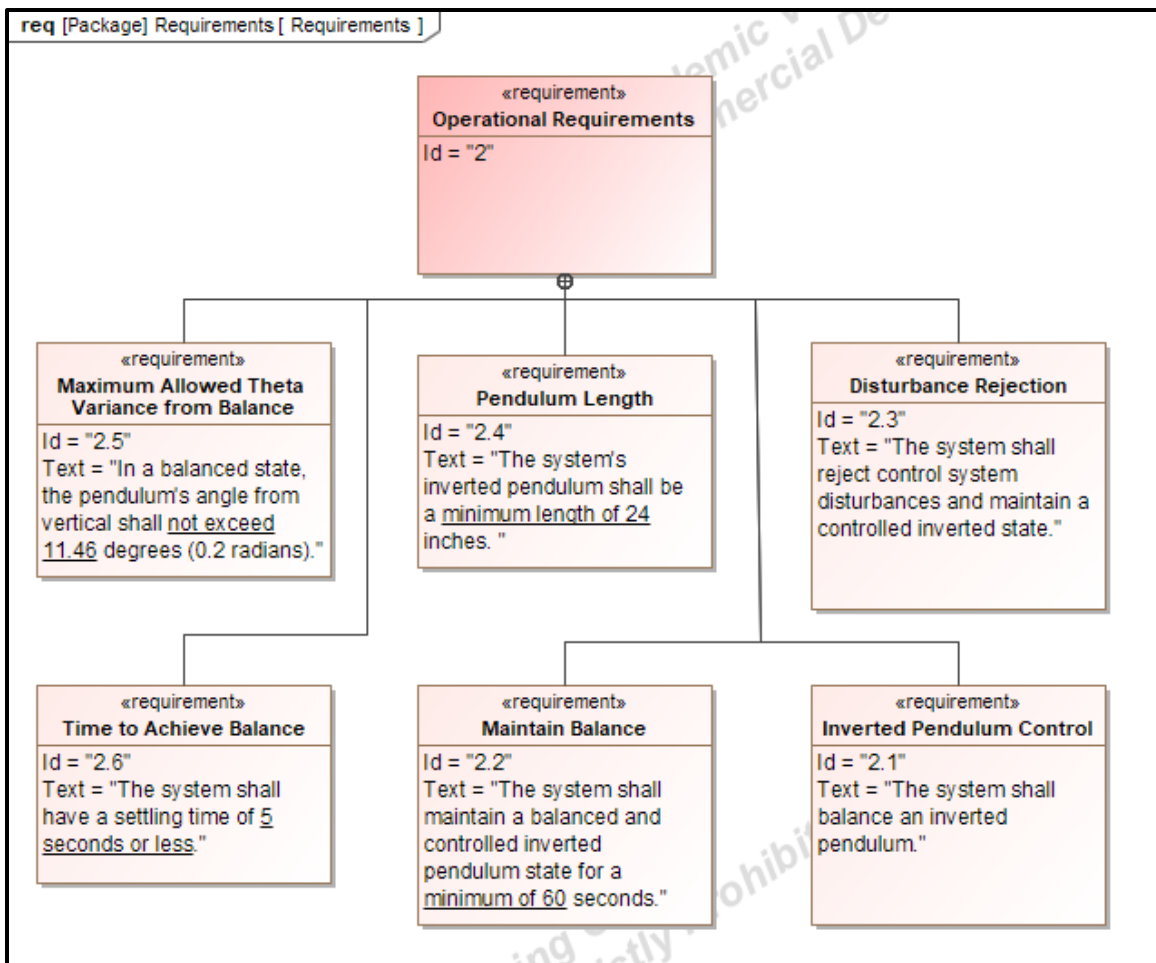 req [Package] Requirements [ Requirements ]
«requirement»
Operational Requirements
Id = "2"
«requirement»
Maximum Allowed Theta
Variance from Balance
Id = "2.5"
Text = "In a balanced state,
the pendulum's angle from
vertical shall not exceed
11.46 degrees (0.2 radians)."
«requirement»
Pendulum Length
Id = "2.4"
Text = "The system's
inverted pendulum shall be
a minimum length of 24
inches. "
«requirement»
Disturbance Rejection
Id = "2.3"
Text = "The system shall
reject control system
disturbances and maintain a
controlled inverted state."
«requirement»
Time to Achieve Balance
Id = "2.6"
Text = "The system shall
have a settling time of 5
seconds or less."
«requirement»
Maintain Balance
Id = "2.2"
Text = "The system shall
maintain a balanced and
controlled inverted
pendulum state for a
minimum of 60 seconds."
«requirement»
Inverted Pendulum Control
Id = "2.1"
Text = "The system shall
balance an inverted
pendulum."